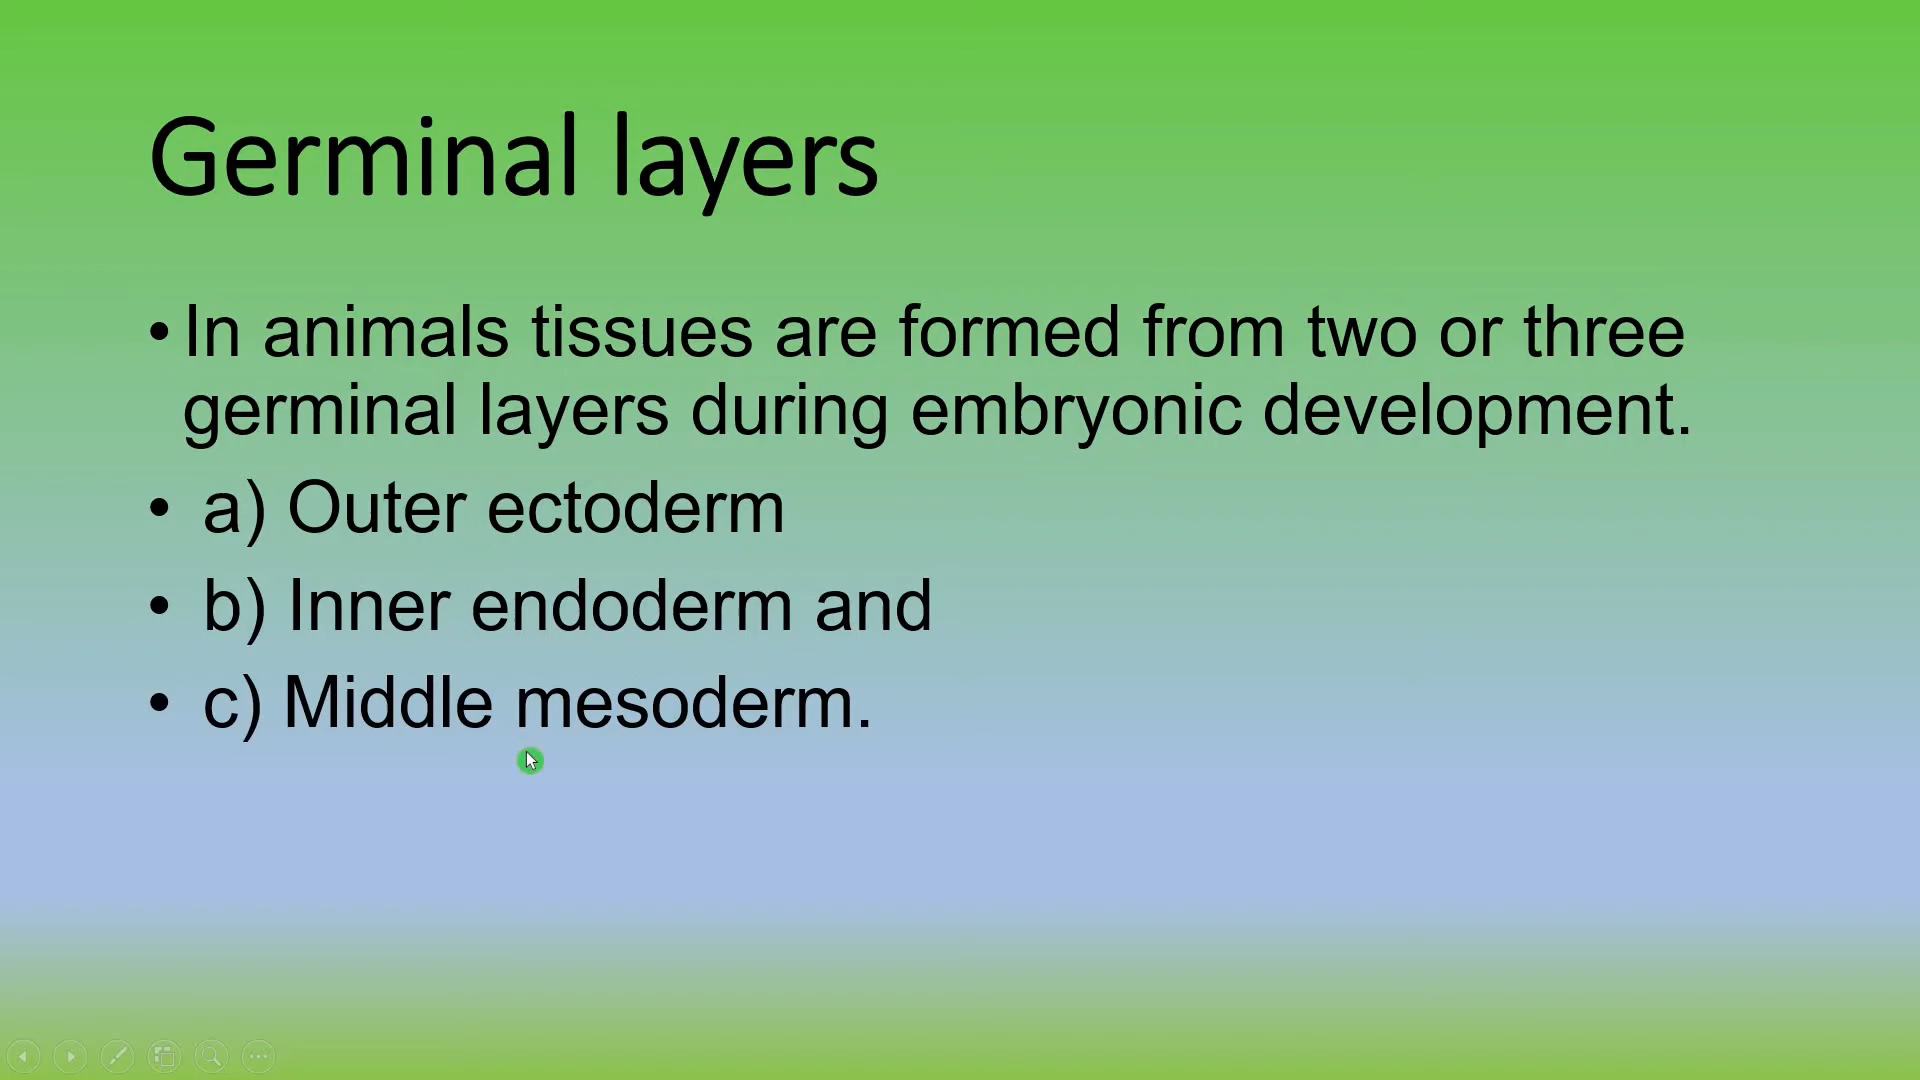 Germinal layers
• In animals tissues are formed from two or three
germinal layers during embryonic development.
• a) Outer ectoderm
• b) Inner endoderm and
• c) Middle mesoderm.